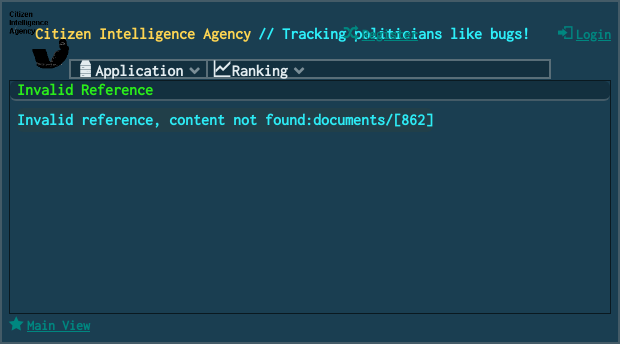 Citizen
Intelligence
Agency
Citizen Intelligence Agency // Tracking politicians like bugs!
Register
Login
Application
Ranking
Invalid Reference
Invalid reference, content not found:documents/[862]
Main View